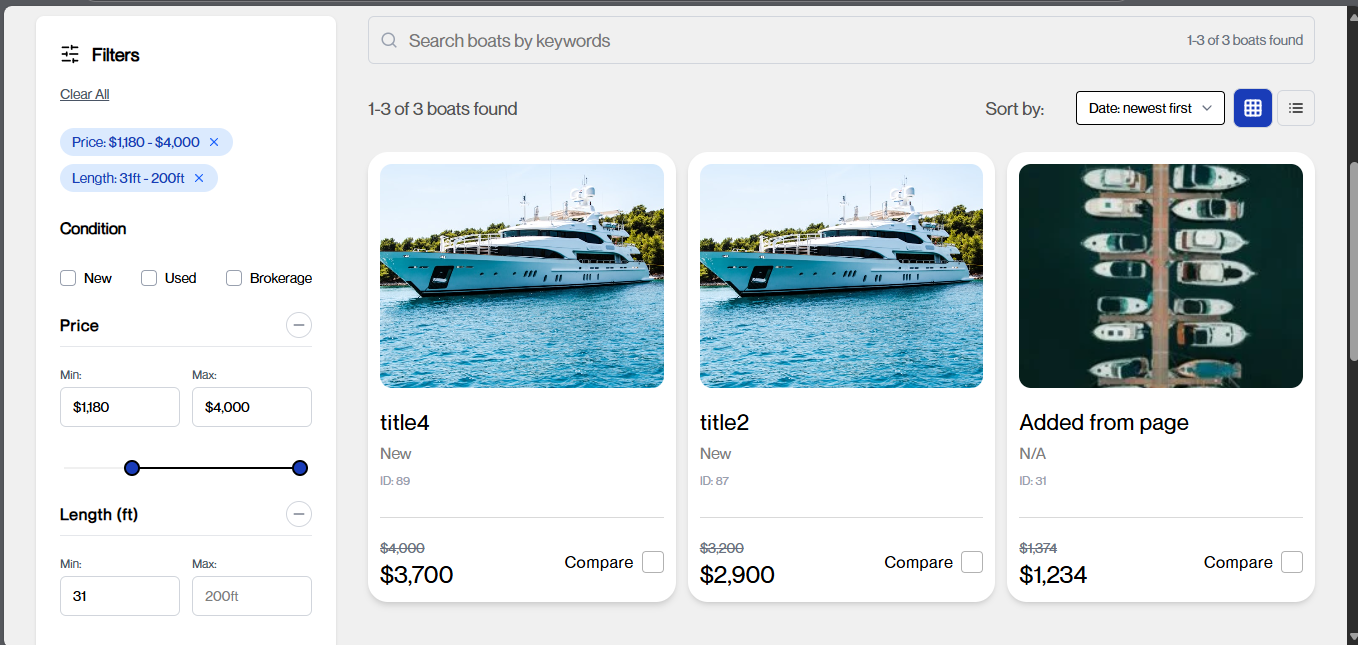 Filters
Clear All
Price: $1,180 - $4,000 ×
Length: 31ft - 200ft ×
Condition
New Used Brokerage
Price
Min: Max:
$1,180 $4,000
Length (ft)
Min: Max:
31 200ft
Search boats by keywords 1-3 of 3 boats found
1-3 of 3 boats found Sort by: Date: newest first
title4
New
ID: 89
$4,000
$3,700 Compare
title2
New
ID: 87
$3,200
$2,900 Compare
Added from page
N/A
ID: 31
$1,374
$1,234 Compare